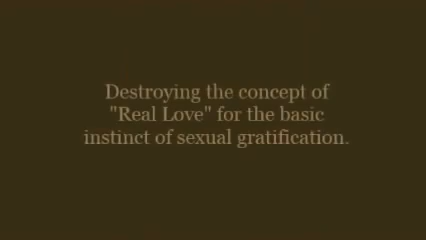 Destroying the concept of
"Real Love" for the basic
instinct of sexual gratification.